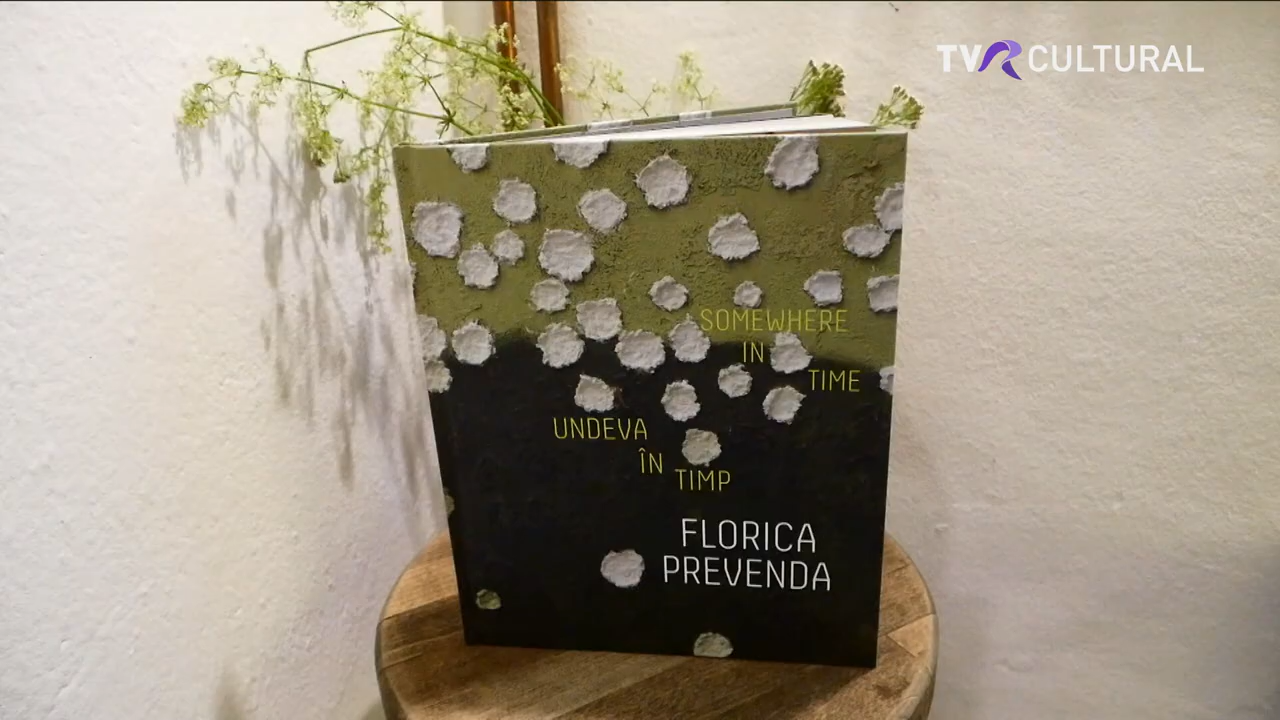 TVR CULTURAL
SOMEWHERE
IN
TIME
UNDEVA
ÎN
TIMP
FLORICA
PREVENDA